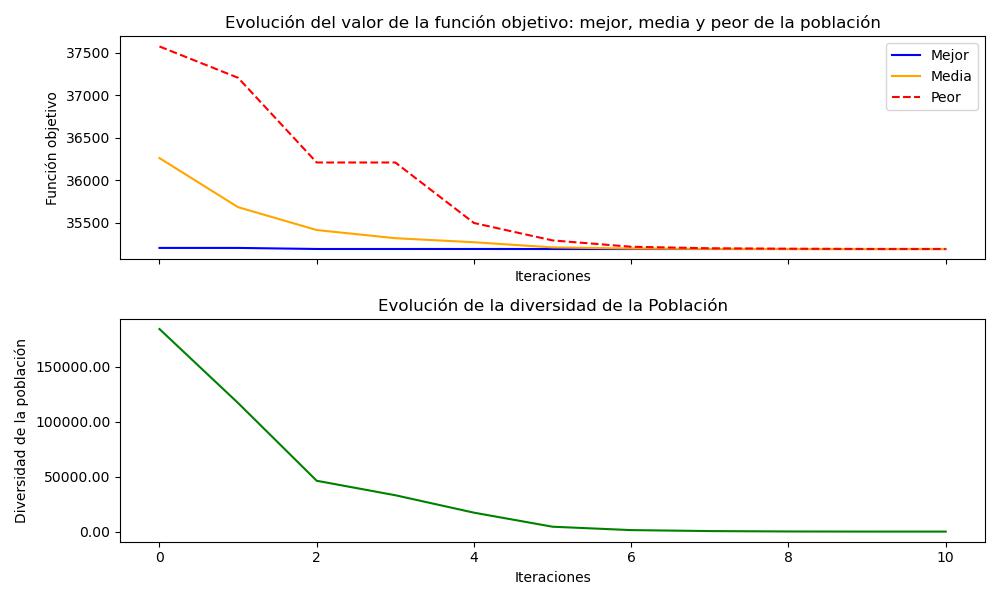 Evolución del valor de la función objetivo: mejor, media y peor de la población
Función objetivo
37500
37000
36500
36000
35500
Mejor
Media
Peor
Iteraciones
Evolución de la diversidad de la Población
Diversidad de la población
150000.00
100000.00
50000.00
0.00
0 2 4 6 8 10
Iteraciones